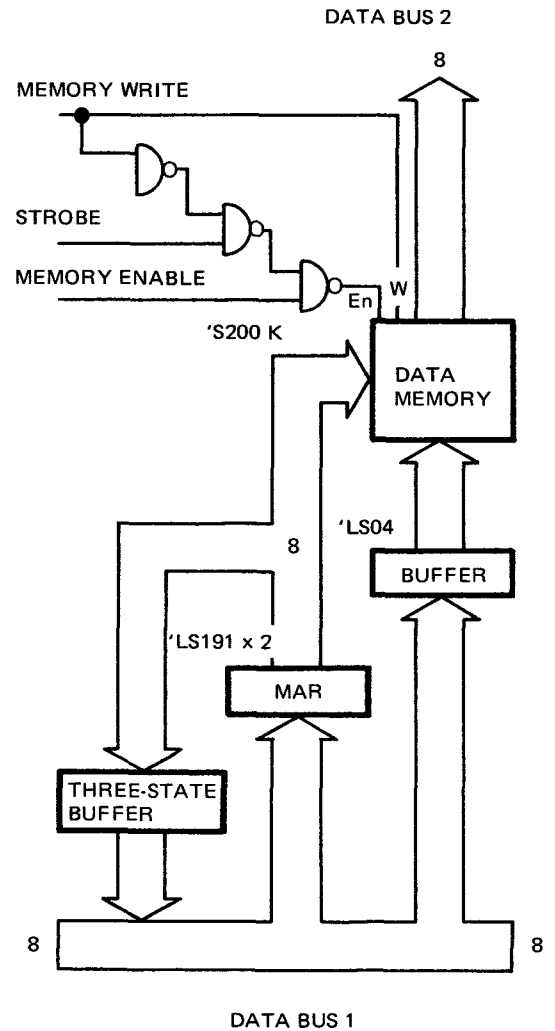 DATA BUS 2
8
MEMORY WRITE
STROBE
MEMORY ENABLE
En
W
'S200 K
DATA
MEMORY
8
'LS04
BUFFER
'LS191 x 2
MAR
THREE-STATE
BUFFER
8
8
DATA BUS 1